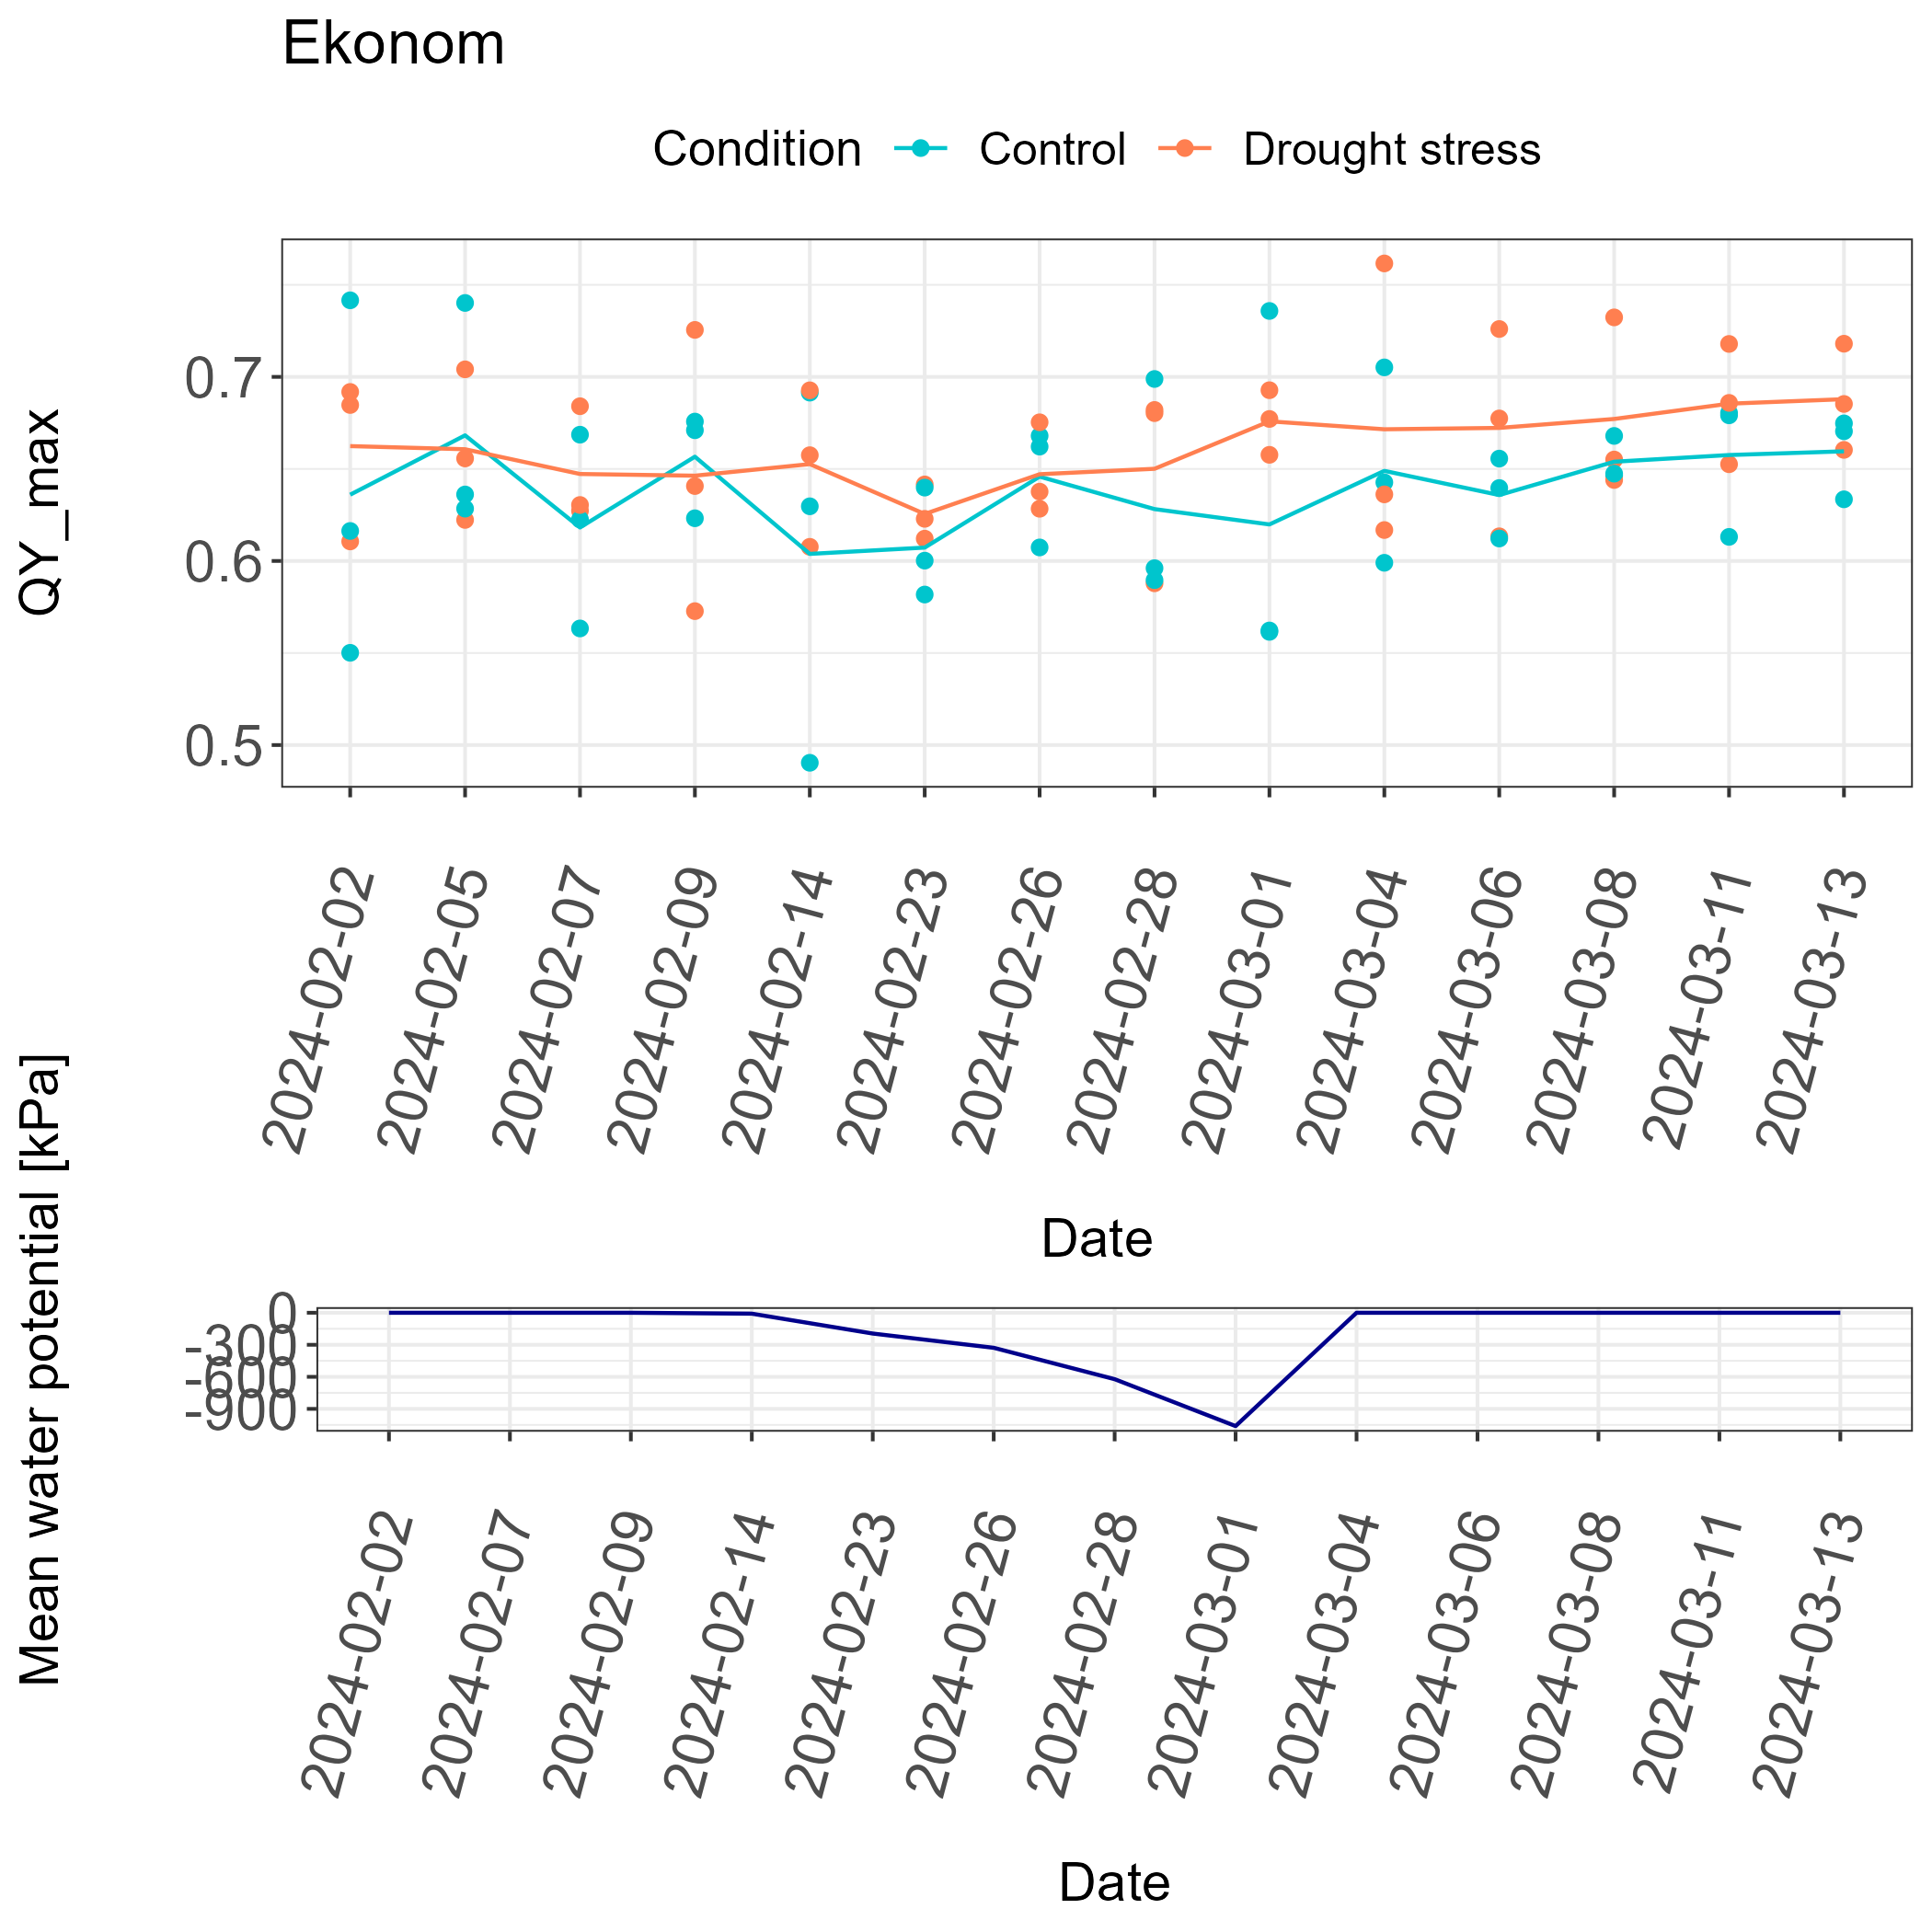 Ekonom
Condition Control Drought stress
QY_max
0.7
0.6
0.5
2024-02-02 2024-02-05 2024-02-07 2024-02-09 2024-02-14 2024-02-23 2024-02-26 2024-02-28 2024-03-01 2024-03-04 2024-03-06 2024-03-08 2024-03-11 2024-03-13
Date
Mean water potential [kPa]
0
-300
-600
-900
2024-02-02 2024-02-07 2024-02-09 2024-02-14 2024-02-23 2024-02-26 2024-02-28 2024-03-01 2024-03-04 2024-03-06 2024-03-08 2024-03-11 2024-03-13
Date